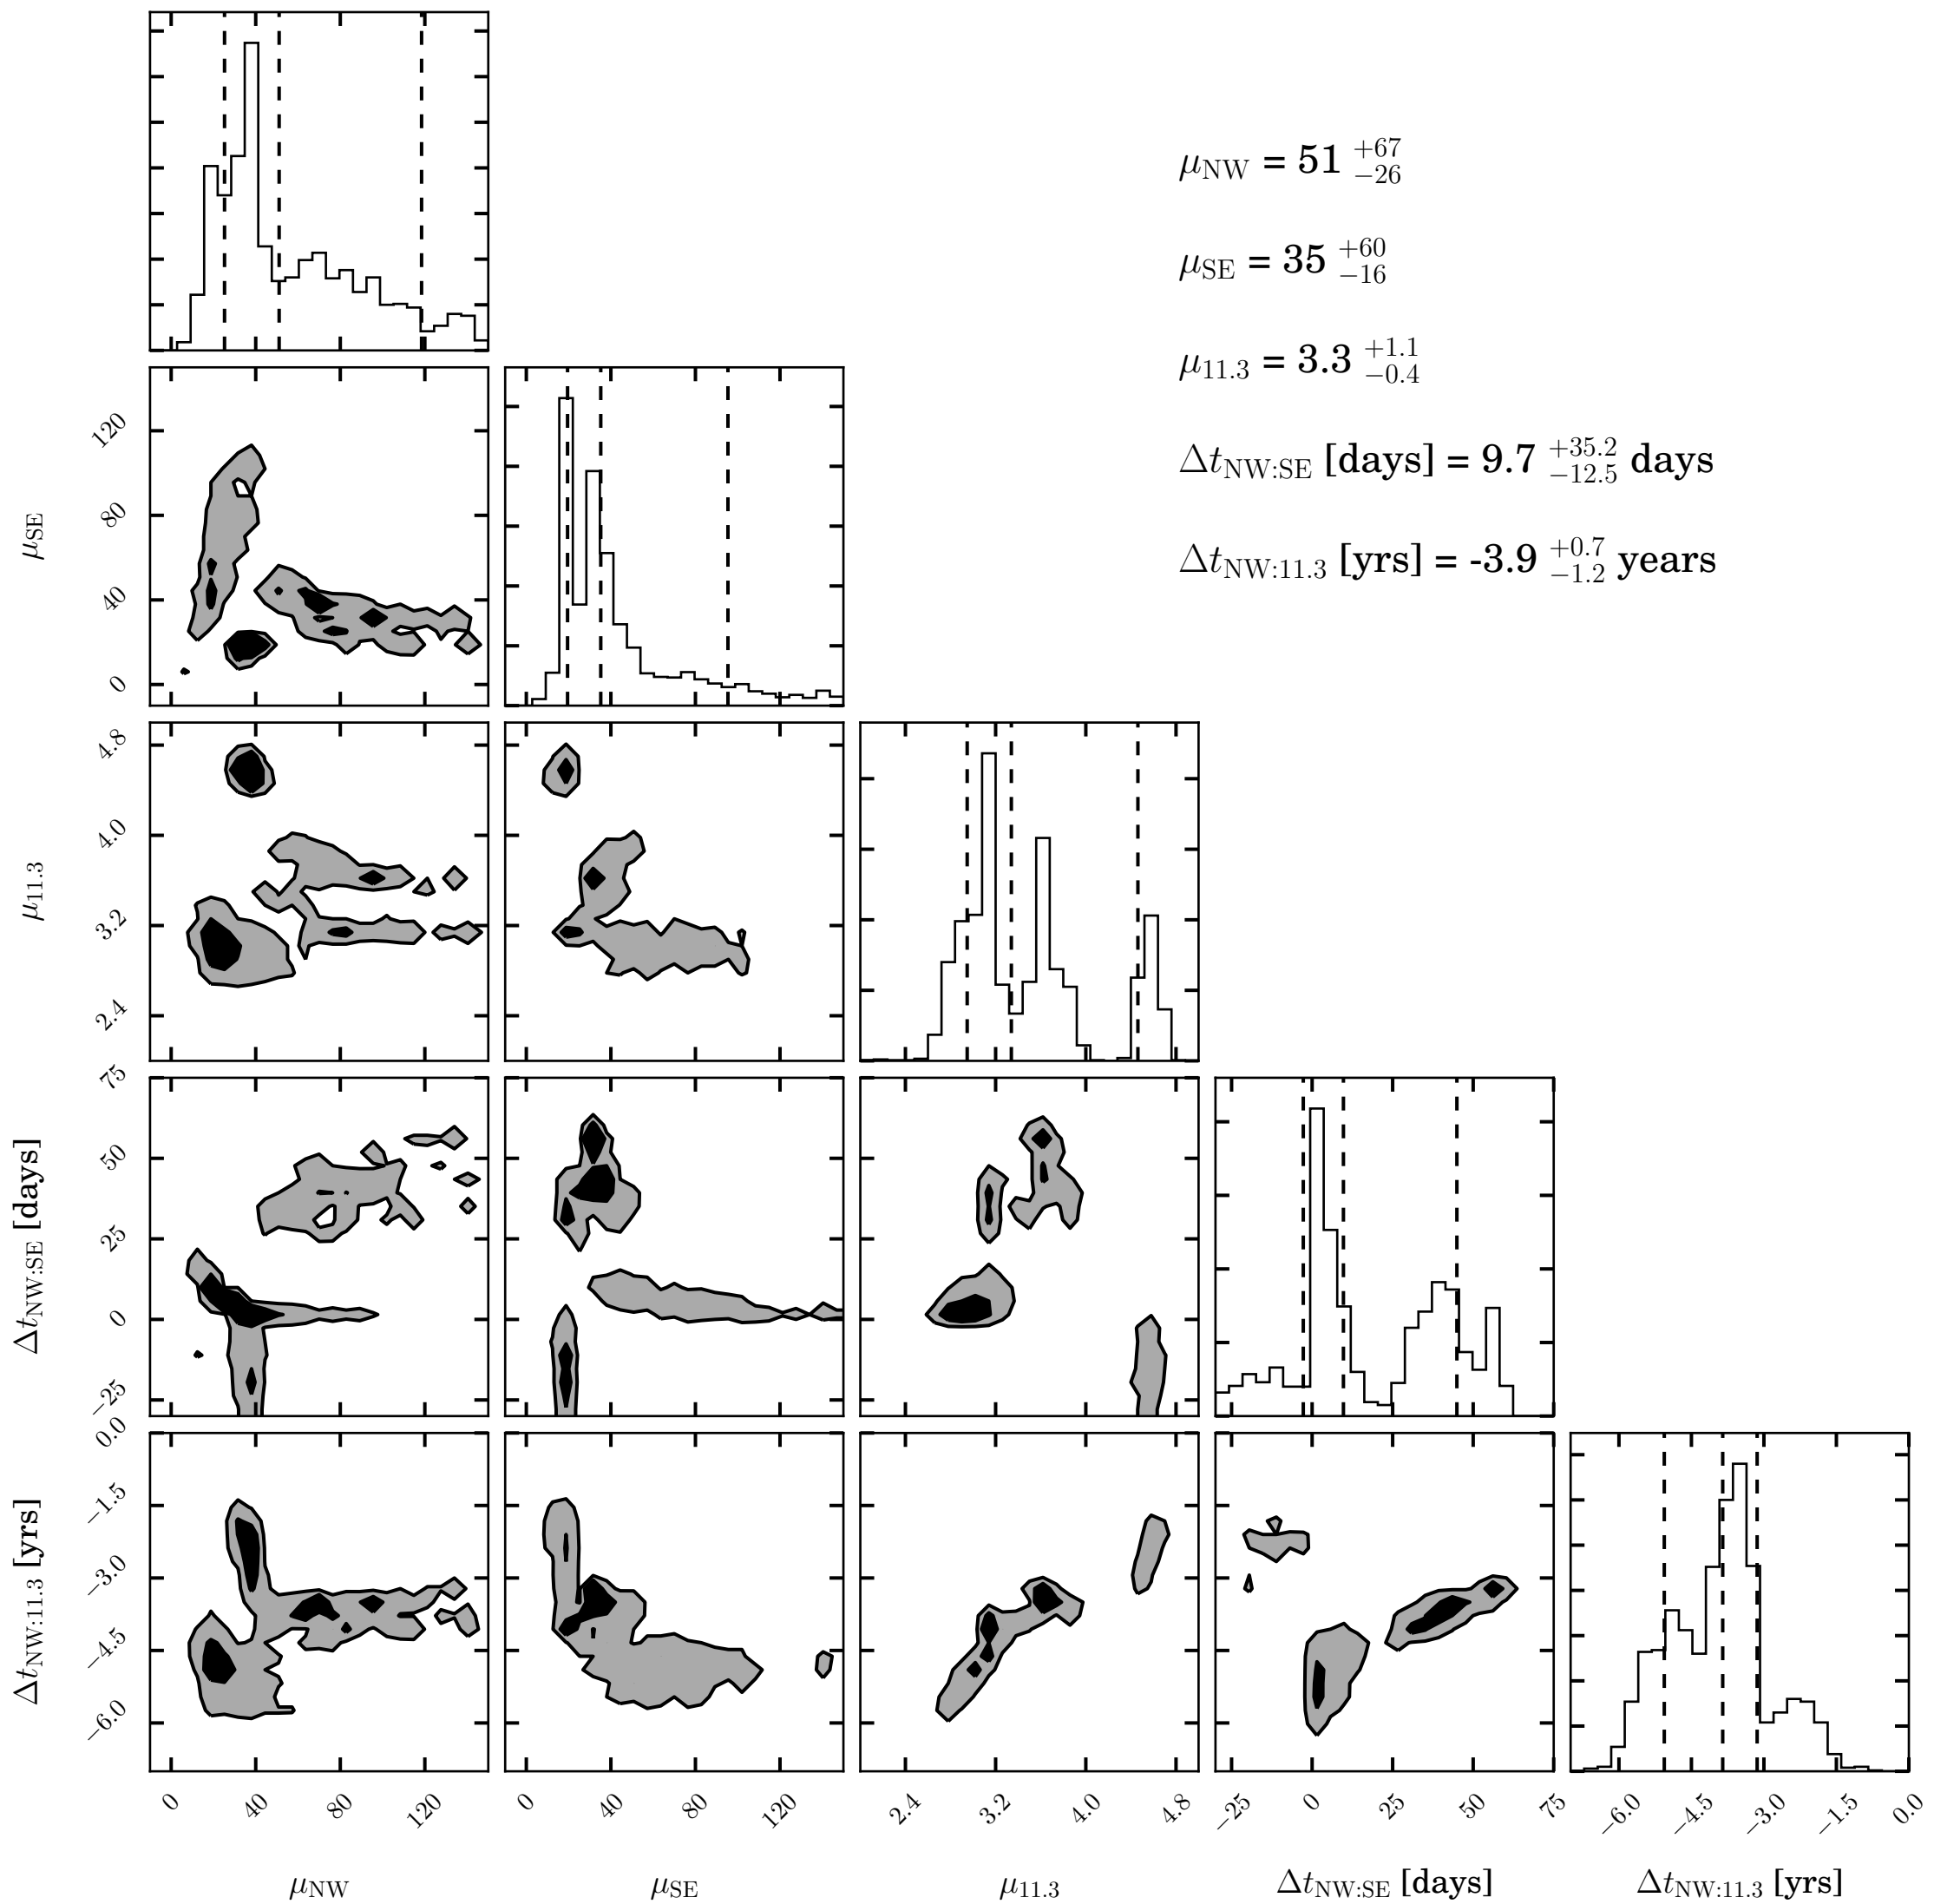 μNW = 51 +67 −26
μSE = 35 +60 −16
μ11.3 = 3.3 +1.1 −0.4
ΔtNW:SE [days] = 9.7 +35.2 −12.5 days
ΔtNW:11.3 [yrs] = -3.9 +0.7 −1.2 years
μSE
120
80
40
0
μ11.3
4.8
4.0
3.2
2.4
ΔtNW:SE [days]
75
50
25
0
−25
ΔtNW:11.3 [yrs]
0.0
−1.5
−3.0
−4.5
−6.0
0 40 80 120
0 40 80 120
2.4 3.2 4.0 4.8
−25 0 25 50 75
−6.0 −4.5 −3.0 −1.5 0.0
μNW
μSE
μ11.3
ΔtNW:SE [days]
ΔtNW:11.3 [yrs]